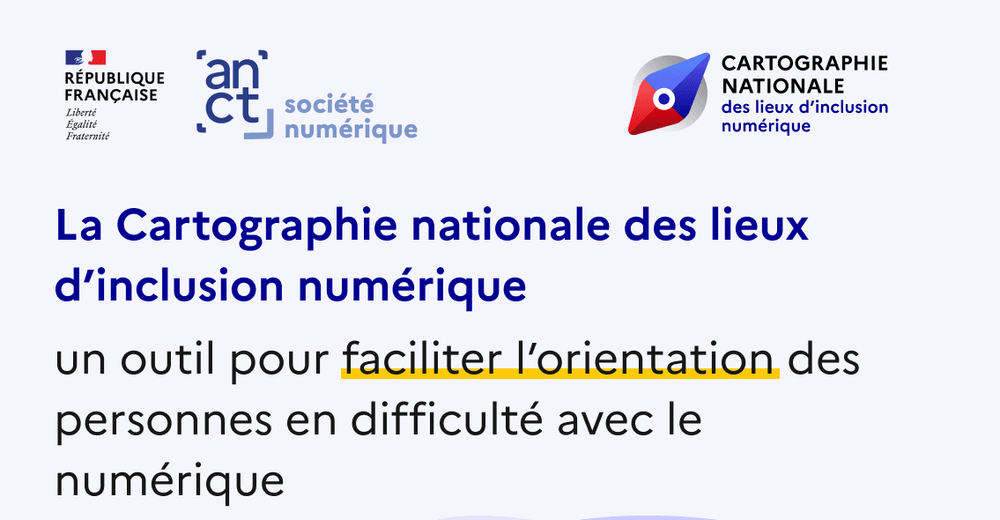 RÉPUBLIQUE
FRANÇAISE
Liberté
Égalité
Fraternité
an
ct
société
numérique
CARTOGRAPHIE
NATIONALE
des lieux d’inclusion
numérique
La Cartographie nationale des lieux
d’inclusion numérique
un outil pour faciliter l’orientation des
personnes en difficulté avec le
numérique